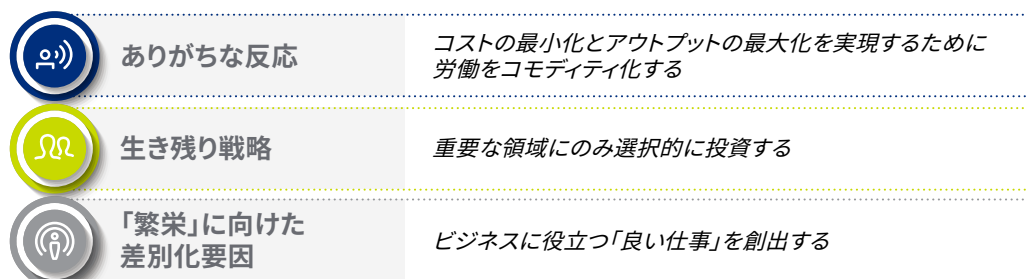 ありがちな反応
コストの最小化とアウトプットの最大化を実現するために
労働をコモディティ化する
生き残り戦略
重要な領域にのみ選択的に投資する
「繁栄」に向けた
差別化要因
ビジネスに役立つ「良い仕事」を創出する